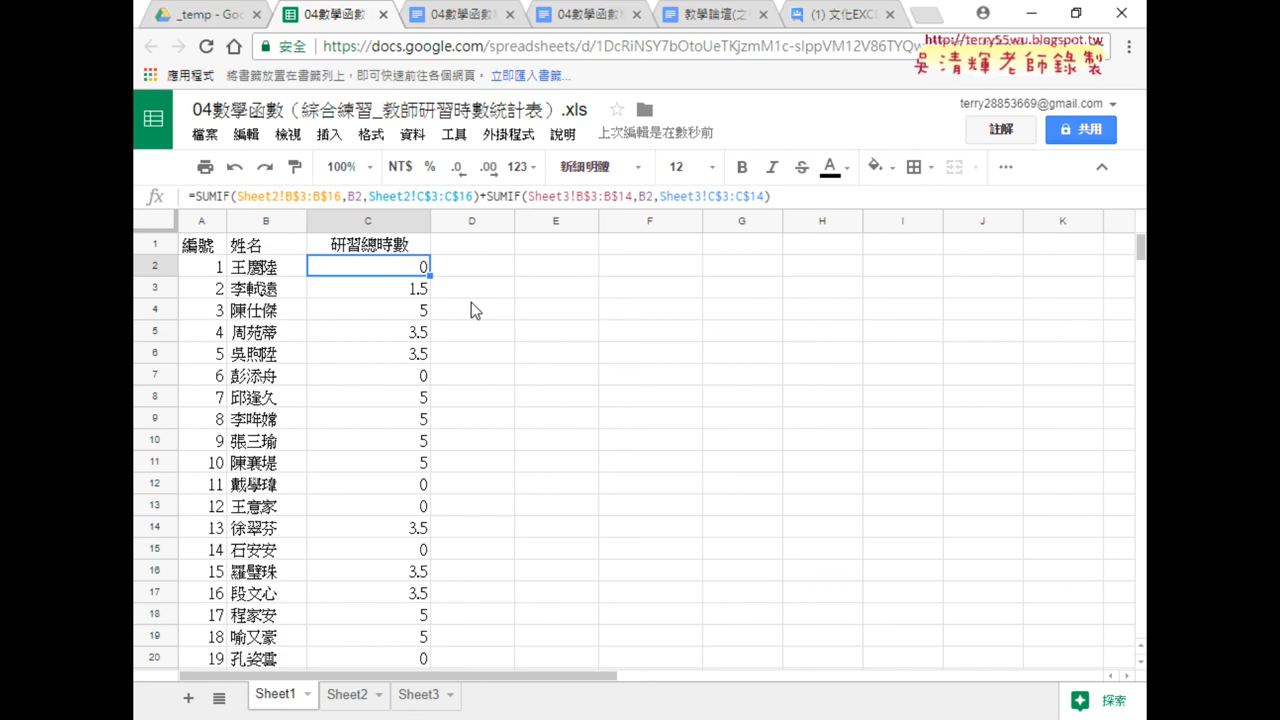 _temp - Goo
04數學函數
04數學函數
04數學函數
教學論壇(之
(1) 文化EXC
安全
https://docs.google.com/spreadsheets/d/1DcRiNSY7bOtoUeTKjzmM1c-sIppVM12V86TYQw
http://terry55wu.blogspot.tw
吳清輝老師錄製
應用程式
將書籤放置在書籤列上，即可快速前往各個網頁。 立即匯入書籤...
04數學函數（綜合練習_教師研習時數統計表）.xls
terry28853669@gmail.com
檔案 編輯 檢視 插入 格式 資料 工具 外掛程式 說明 上次編輯是在數秒前
註解
共用
100% NT$ % .0 .00 123 新細明體 12 B I S A
fx =SUMIF(Sheet2!B$3:B$16,B2,Sheet2!C$3:C$16)+SUMIF(Sheet3!B$3:B$14,B2,Sheet3!C$3:C$14)
A B C D E F G H I J K
1 編號 姓名 研習總時數
2 1 王慶陸 0
3 2 李軾遠 1.5
4 3 陳仕傑 5
5 4 周苑蒂 3.5
6 5 吳煦陞 3.5
7 6 彭添舟 0
8 7 邱逢久 5
9 8 李 5
10 9 張三瑜 5
11 10 陳襄堤 5
12 11 戴學瑋 0
13 12 王意家 0
14 13 徐翠芬 3.5
15 14 石安安 0
16 15 羅璧珠 3.5
17 16 段文心 3.5
18 17 程家安 5
19 18 喻又豪 5
20 19 孔姿雲 0
Sheet1 Sheet2 Sheet3
探索